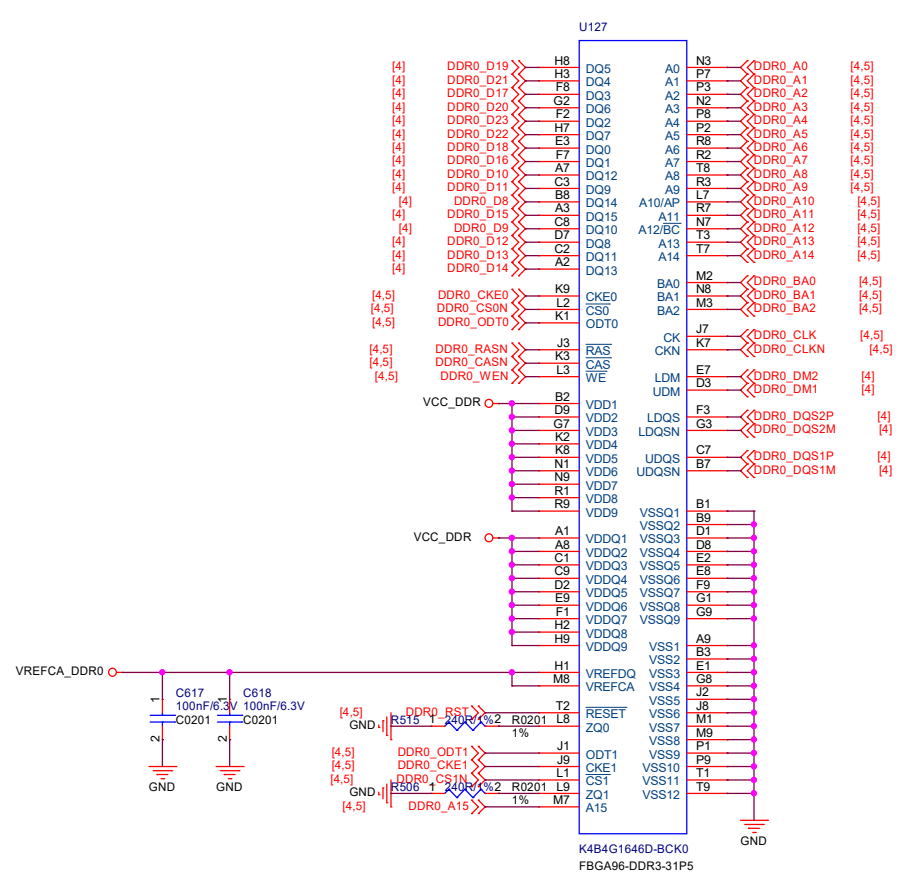 U127
[4] DDR0_D19 H8 DQ5 A0 N3 DDR0_A0 [4,5]
[4] DDR0_D21 H3 DQ4 A1 P7 DDR0_A1 [4,5]
[4] DDR0_D17 F8 DQ3 A2 P3 DDR0_A2 [4,5]
[4] DDR0_D20 G2 DQ6 A3 N2 DDR0_A3 [4,5]
[4] DDR0_D23 F2 DQ2 A4 P8 DDR0_A4 [4,5]
[4] DDR0_D22 H7 DQ7 A5 P2 DDR0_A5 [4,5]
[4] DDR0_D18 E3 DQ0 A6 R8 DDR0_A6 [4,5]
[4] DDR0_D16 F7 DQ1 A7 R2 DDR0_A7 [4,5]
[4] DDR0_D10 A7 DQ12 A8 T8 DDR0_A8 [4,5]
[4] DDR0_D11 C3 DQ9 A9 R3 DDR0_A9 [4,5]
[4] DDR0_D8 B8 DQ14 A10/AP L7 DDR0_A10 [4,5]
[4] DDR0_D15 A3 DQ15 A11 R7 DDR0_A11 [4,5]
[4] DDR0_D9 C8 DQ10 A12/BC N7 DDR0_A12 [4,5]
[4] DDR0_D12 D7 DQ8 A13 T3 DDR0_A13 [4,5]
[4] DDR0_D13 C2 DQ11 A14 T7 DDR0_A14 [4,5]
[4] DDR0_D14 A2 DQ13
BA0 M2 DDR0_BA0 [4,5]
[4,5] DDR0_CKE0 K9 CKE0 BA1 N8 DDR0_BA1 [4,5]
[4,5] DDR0_CS0N L2 CS0 BA2 M3 DDR0_BA2 [4,5]
[4,5] DDR0_ODT0 K1 ODT0
CK J7 DDR0_CLK [4,5]
[4,5] DDR0_RASN J3 RAS CKN K7 DDR0_CLKN [4,5]
[4,5] DDR0_CASN K3 CAS
[4,5] DDR0_WEN L3 WE LDM E7 DDR0_DM2 [4]
UDM D3 DDR0_DM1 [4]
VCC_DDR B2 VDD1
D9 VDD2 LDQS F3 DDR0_DQS2P [4]
G7 VDD3 LDQSN G3 DDR0_DQS2M [4]
K2 VDD4
K8 VDD5 UDQS C7 DDR0_DQS1P [4]
N1 VDD6 UDQSN B7 DDR0_DQS1M [4]
N9 VDD7
R1 VDD8
R9 VDD9 VSSQ1 B1
VSSQ2 B9
VCC_DDR A1 VDDQ1 VSSQ3 D1
A8 VDDQ2 VSSQ4 D8
C1 VDDQ3 VSSQ5 E2
C9 VDDQ4 VSSQ6 E8
D2 VDDQ5 VSSQ7 F9
E9 VDDQ6 VSSQ8 G1
F1 VDDQ7 VSSQ9 G9
H2 VDDQ8
H9 VDDQ9 VSS1 A9
VSS2 B3
VREFCA_DDR0 H1 VREFDQ VSS3 E1
M8 VREFCA VSS4 G8
1 C617 100nF/6.3V C0201 2 GND
1 C618 100nF/6.3V C0201 2 GND
VSS5 J2
[4,5] DDR0_RST T2 RESET VSS6 J8
GND R515 1 240R/1% 2 R0201 1% L8 ZQ0 VSS7 M1
VSS8 M9
[4,5] DDR0_ODT1 J1 ODT1 VSS9 P1
[4,5] DDR0_CKE1 J9 CKE1 VSS10 P9
[4,5] DDR0_CS1N L1 CS1 VSS11 T1
GND R506 1 240R/1% 2 R0201 1% L9 ZQ1 VSS12 T9
[4,5] DDR0_A15 M7 A15
GND
K4B4G1646D-BCK0
FBGA96-DDR3-31P5